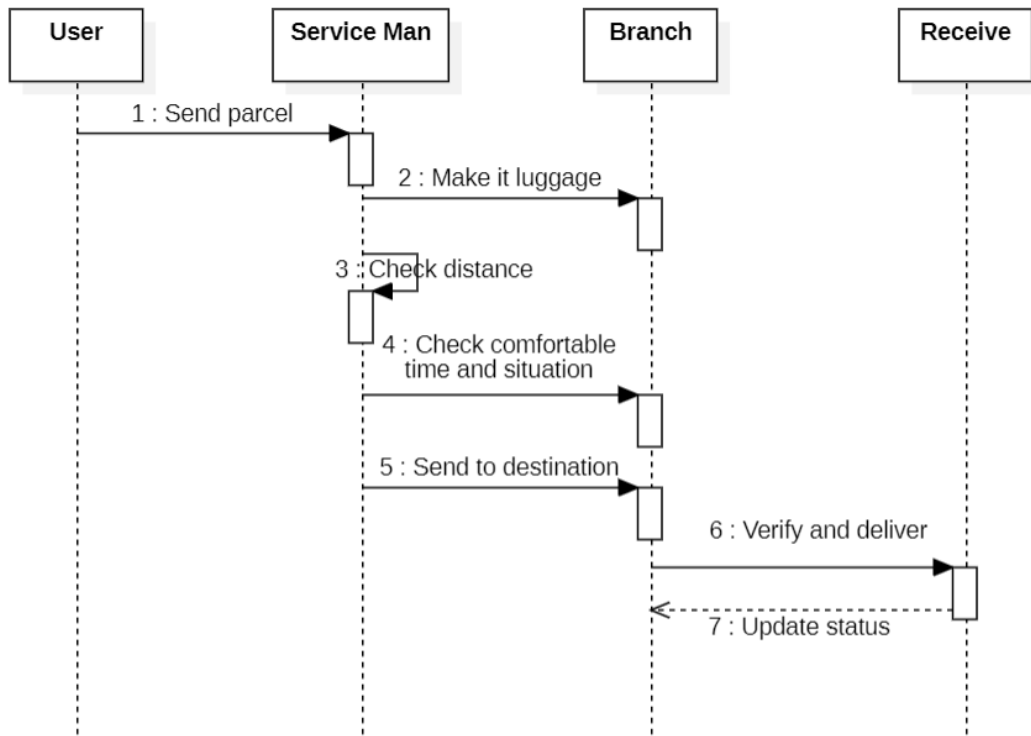 User
Service Man
Branch
Receive
1 : Send parcel
2 : Make it luggage
3 : Check distance
4 : Check comfortable
time and situation
5 : Send to destination
6 : Verify and deliver
7 : Update status